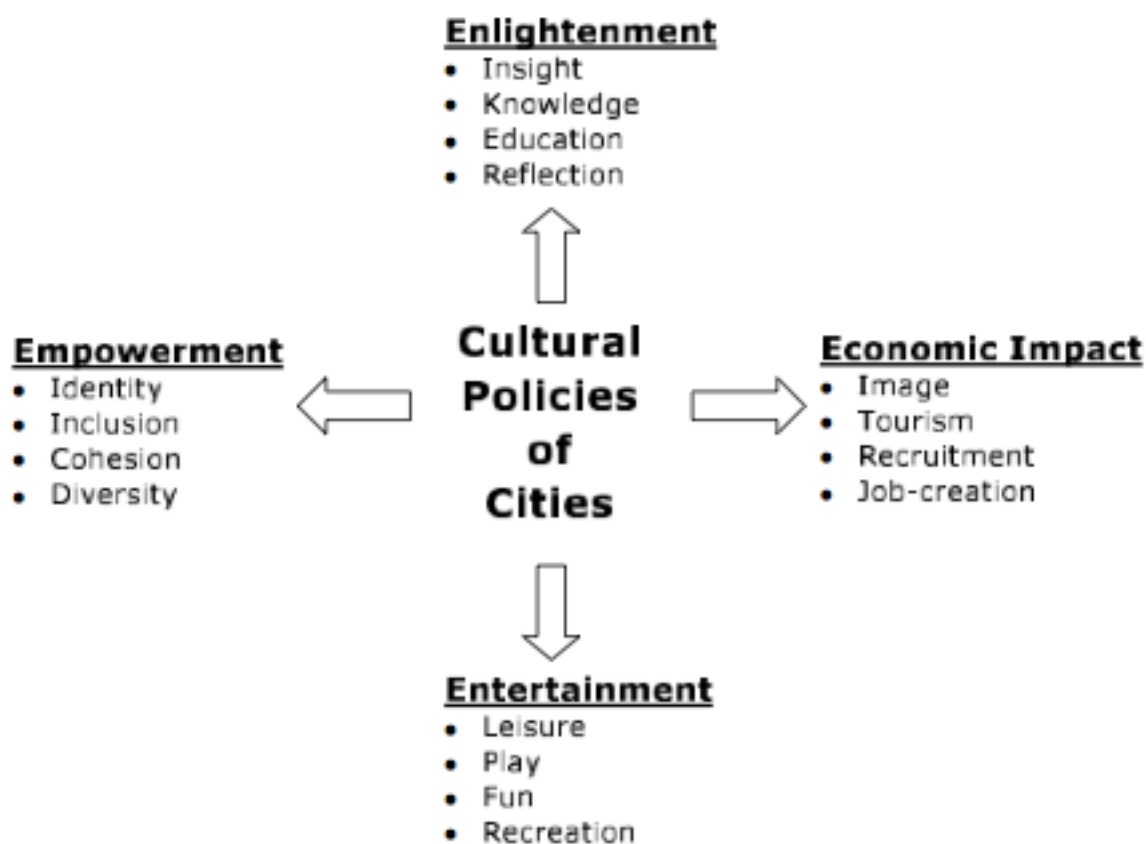 Enlightenment
• Insight
• Knowledge
• Education
• Reflection
Empowerment
• Identity
• Inclusion
• Cohesion
• Diversity
Cultural
Policies
of
Cities
Economic Impact
• Image
• Tourism
• Recruitment
• Job-creation
Entertainment
• Leisure
• Play
• Fun
• Recreation